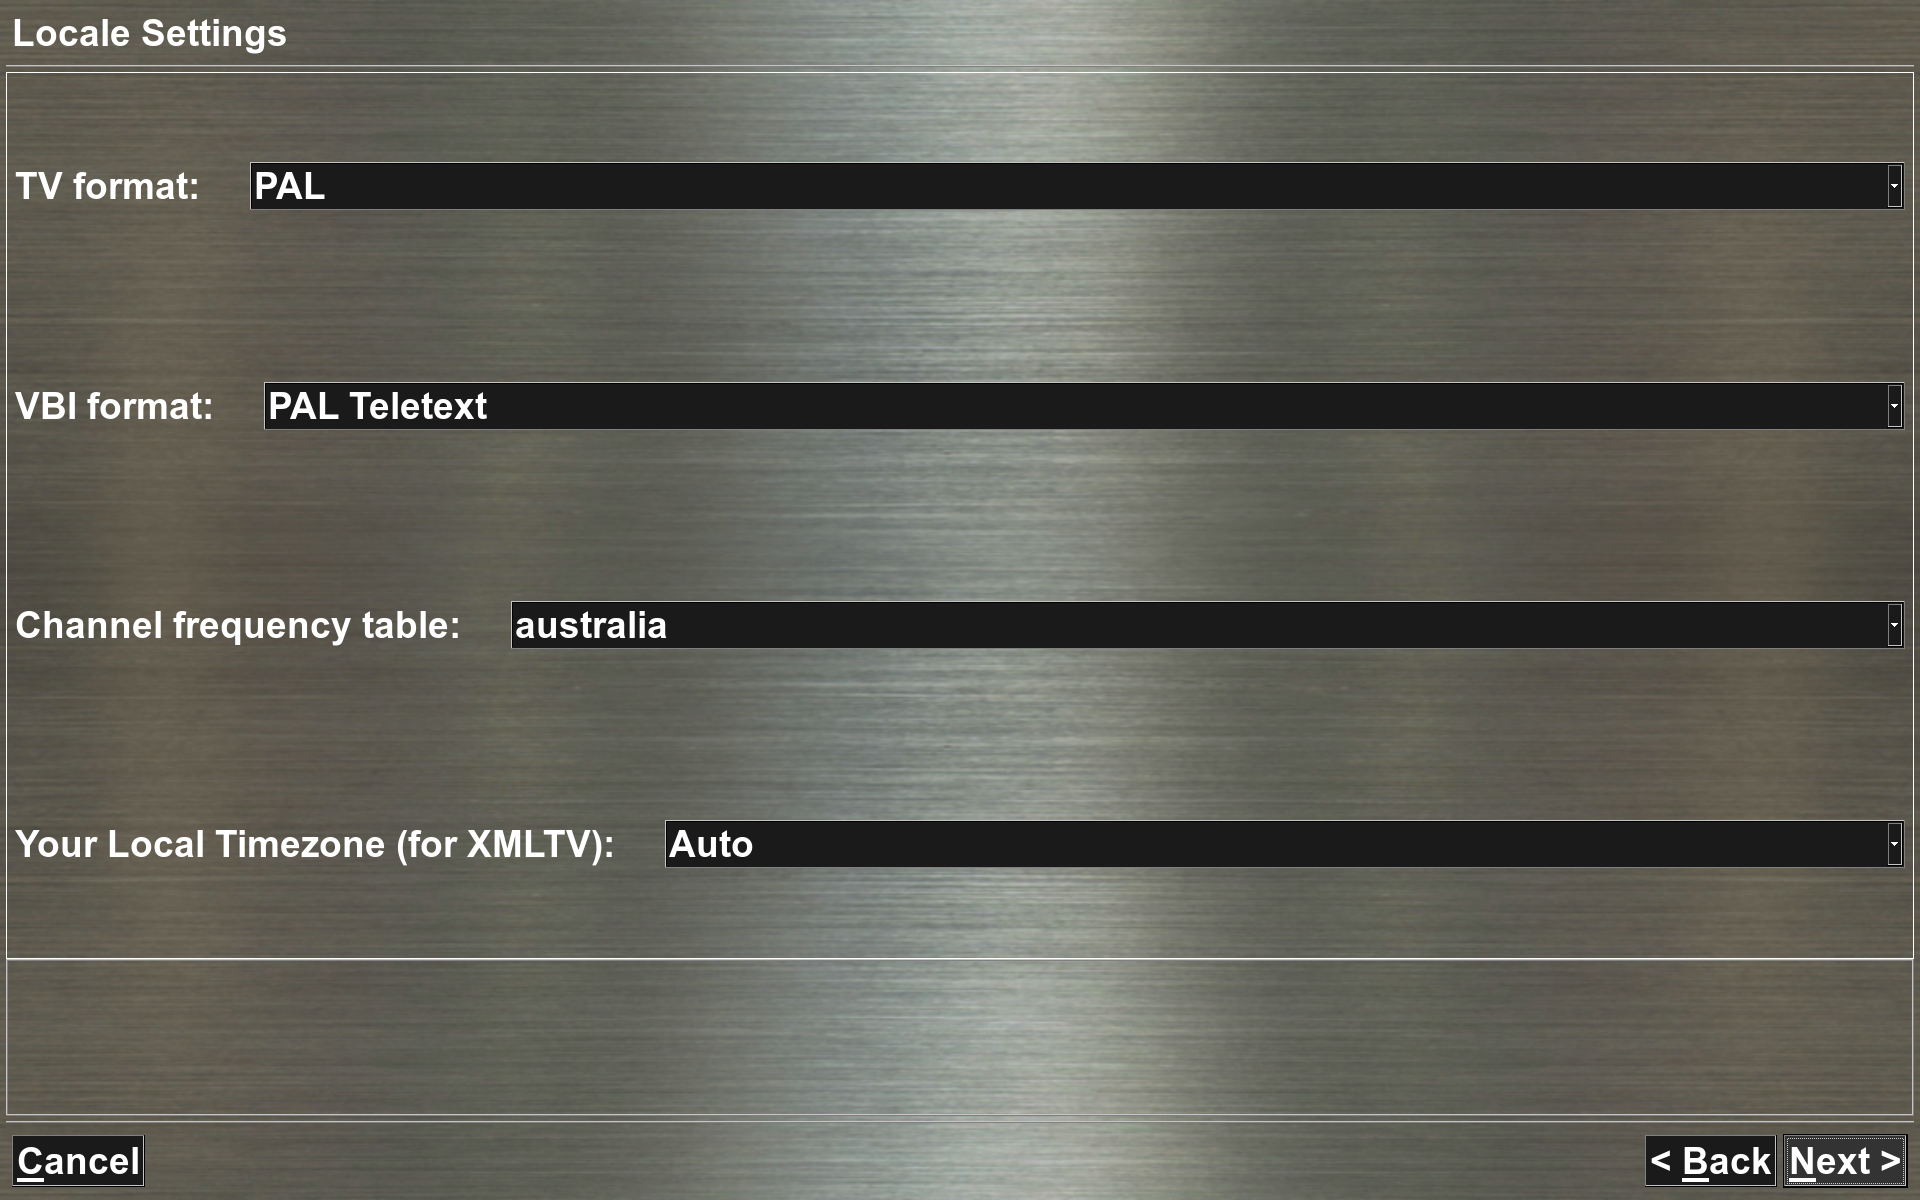 Locale Settings
TV format: PAL
VBI format: PAL Teletext
Channel frequency table: australia
Your Local Timezone (for XMLTV): Auto
Cancel < Back Next >